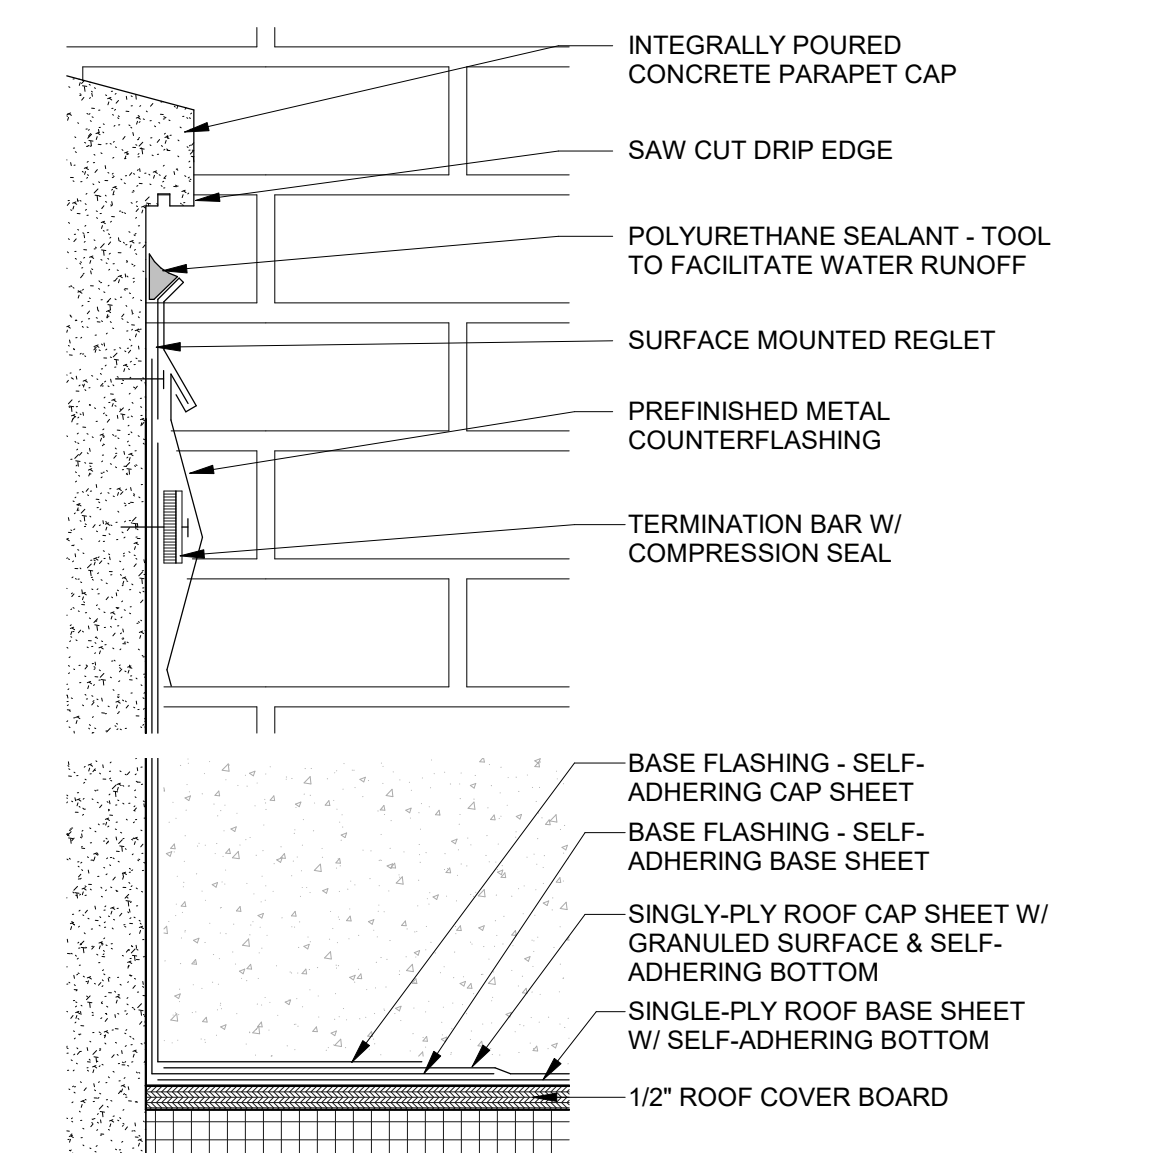 INTEGRALLY POURED
CONCRETE PARAPET CAP
SAW CUT DRIP EDGE
POLYURETHANE SEALANT - TOOL
TO FACILITATE WATER RUNOFF
SURFACE MOUNTED REGLET
PREFINISHED METAL
COUNTERFLASHING
TERMINATION BAR W/
COMPRESSION SEAL
BASE FLASHING - SELF-
ADHERING CAP SHEET
BASE FLASHING - SELF-
ADHERING BASE SHEET
SINGLY-PLY ROOF CAP SHEET W/
GRANULED SURFACE & SELF-
ADHERING BOTTOM
SINGLE-PLY ROOF BASE SHEET
W/ SELF-ADHERING BOTTOM
1/2" ROOF COVER BOARD